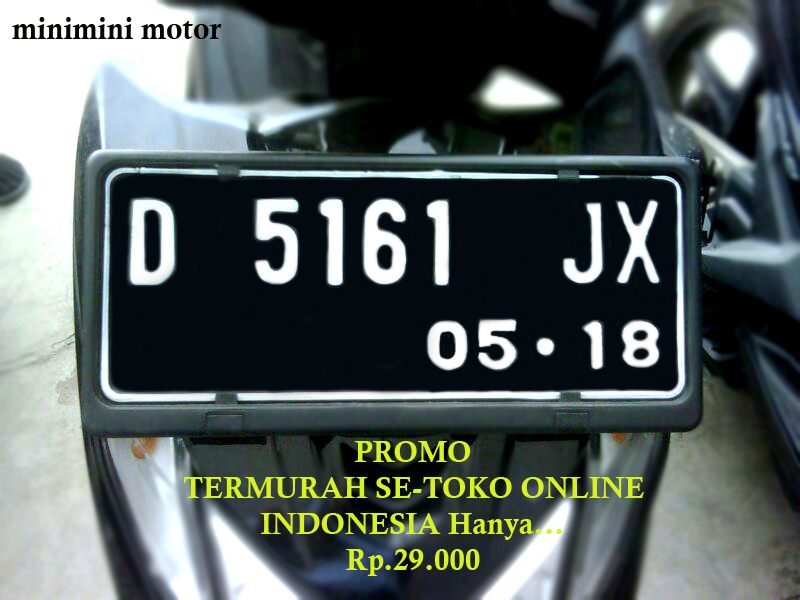 minimini motor
D 5161 JX
05 • 18
PROMO
TERMURAH SE-TOKO ONLINE
INDONESIA Hanya...
Rp.29.000